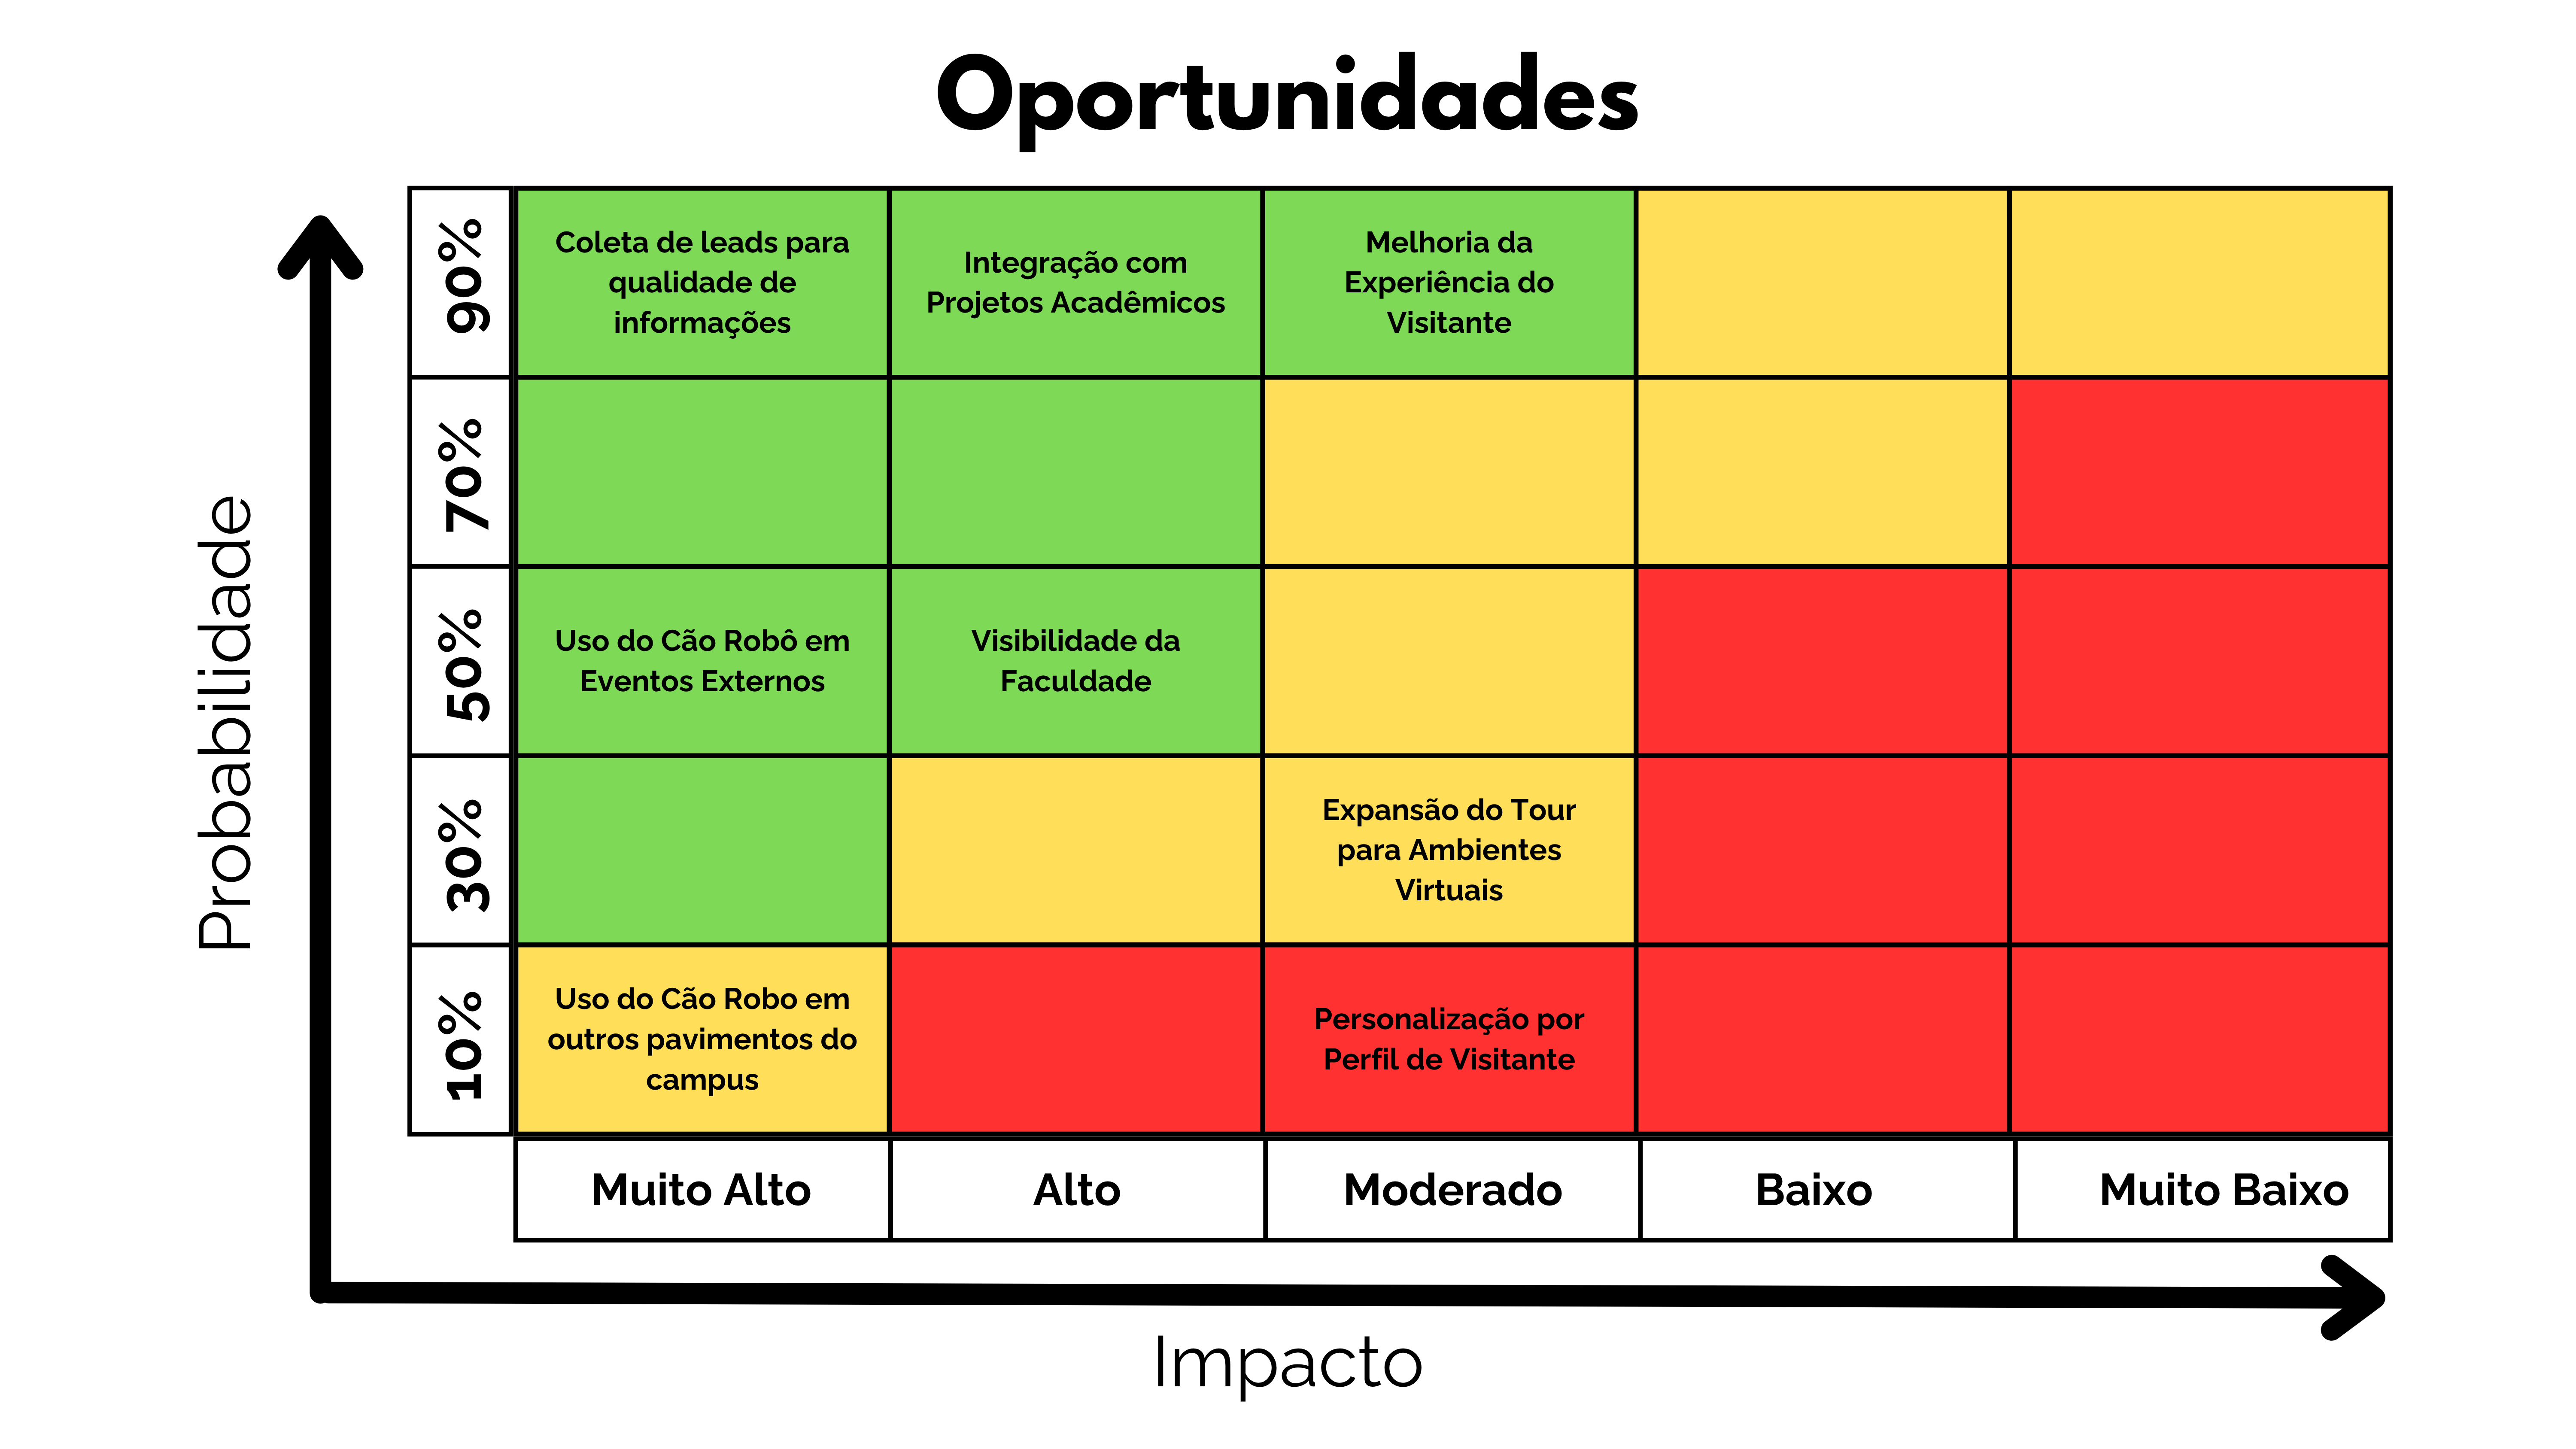 Oportunidades
Probabilidade
90%
Coleta de leads para
qualidade de
informações
Integração com
Projetos Acadêmicos
Melhoria da
Experiência do
Visitante
70%
50%
Uso do Cão Robô em
Eventos Externos
Visibilidade da
Faculdade
30%
Expansão do Tour
para Ambientes
Virtuais
10%
Uso do Cão Robo em
outros pavimentos do
campus
Personalização por
Perfil de Visitante
Muito Alto
Alto
Moderado
Baixo
Muito Baixo
Impacto